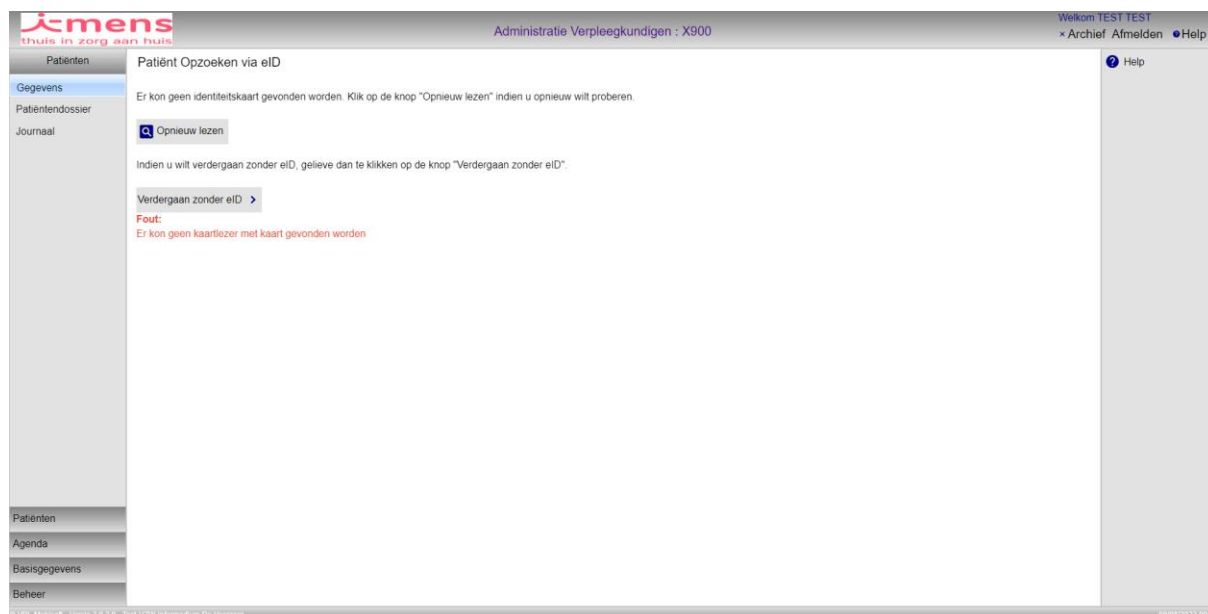 i-mens
thuis in zorg aan huis
Administratie Verpleegkundigen : X900
Welkom TEST TEST
× Archief Afmelden Help
Patiënten
Gegevens
Patiëntendossier
Journaal
Patiënt Opzoeken via eID
Er kon geen identiteitskaart gevonden worden. Klik op de knop "Opnieuw lezen" indien u opnieuw wilt proberen.
Opnieuw lezen
Indien u wilt verdergaan zonder eID, gelieve dan te klikken op de knop "Verdergaan zonder eID".
Verdergaan zonder eID
Fout:
Er kon geen kaartlezer met kaart gevonden worden
? Help
Patiënten
Agenda
Basisgegevens
Beheer